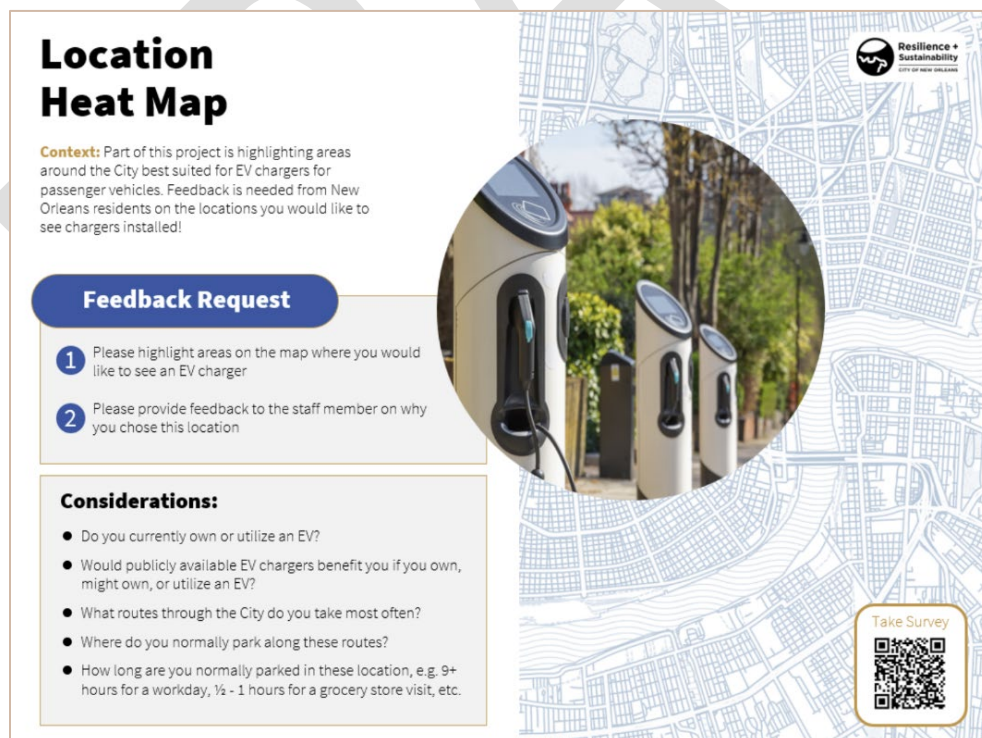 Location
Heat Map
Resilience +
Sustainability
CITY OF NEW ORLEANS
Context: Part of this project is highlighting areas
around the City best suited for EV chargers for
passenger vehicles. Feedback is needed from New
Orleans residents on the locations you would like to
see chargers installed!
Feedback Request
1 Please highlight areas on the map where you would
like to see an EV charger
2 Please provide feedback to the staff member on why
you chose this location
Considerations:
● Do you currently own or utilize an EV?
● Would publicly available EV chargers benefit you if you own,
might own, or utilize an EV?
● What routes through the City do you take most often?
● Where do you normally park along these routes?
● How long are you normally parked in these location, e.g. 9+
hours for a workday, ½ - 1 hours for a grocery store visit, etc.
Take Survey